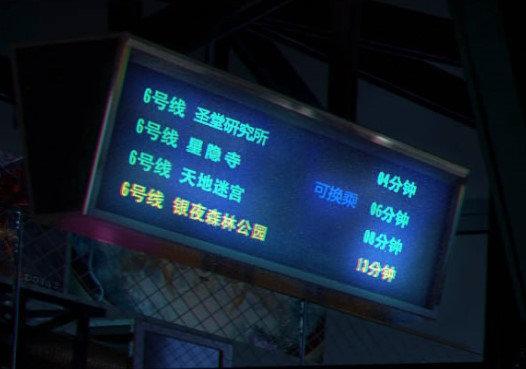 6号线 圣堂研究所 04分钟
6号线 星隐寺 06分钟
6号线 天地迷宫 可换乘 08分钟
6号线 银夜森林公园 13分钟